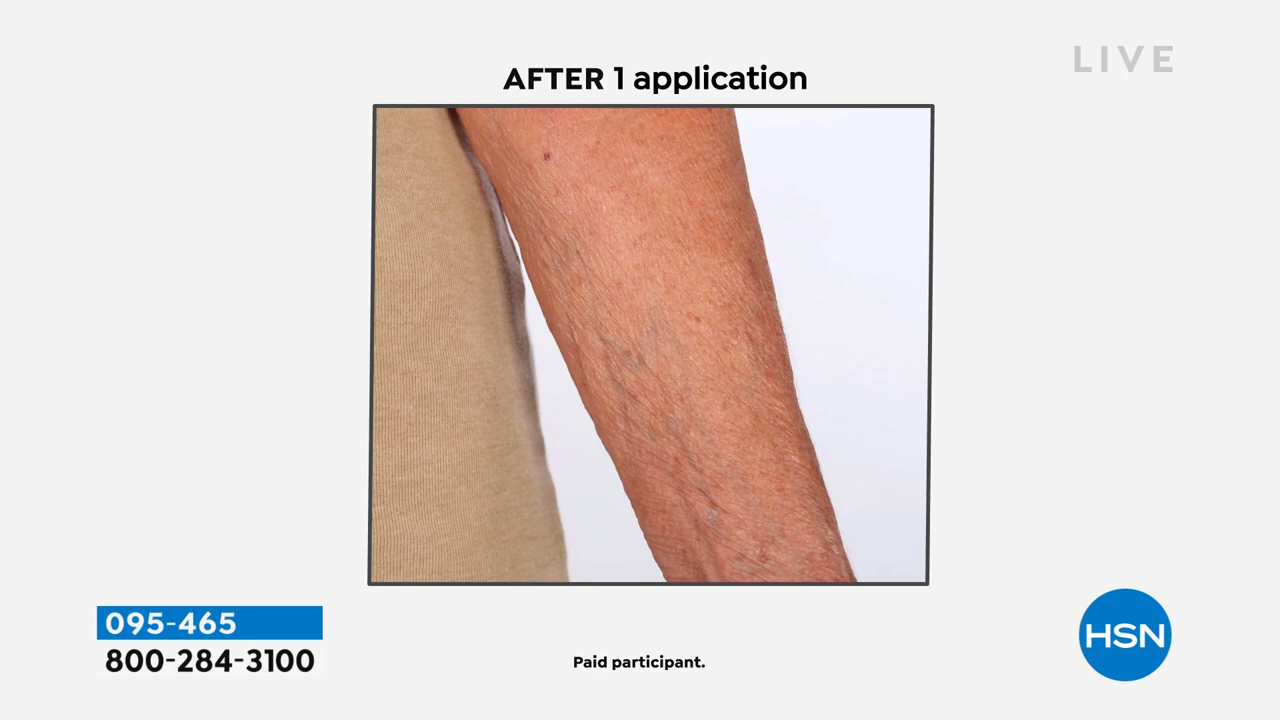 LIVE
AFTER 1 application
095-465
800-284-3100
Paid participant.
HSN